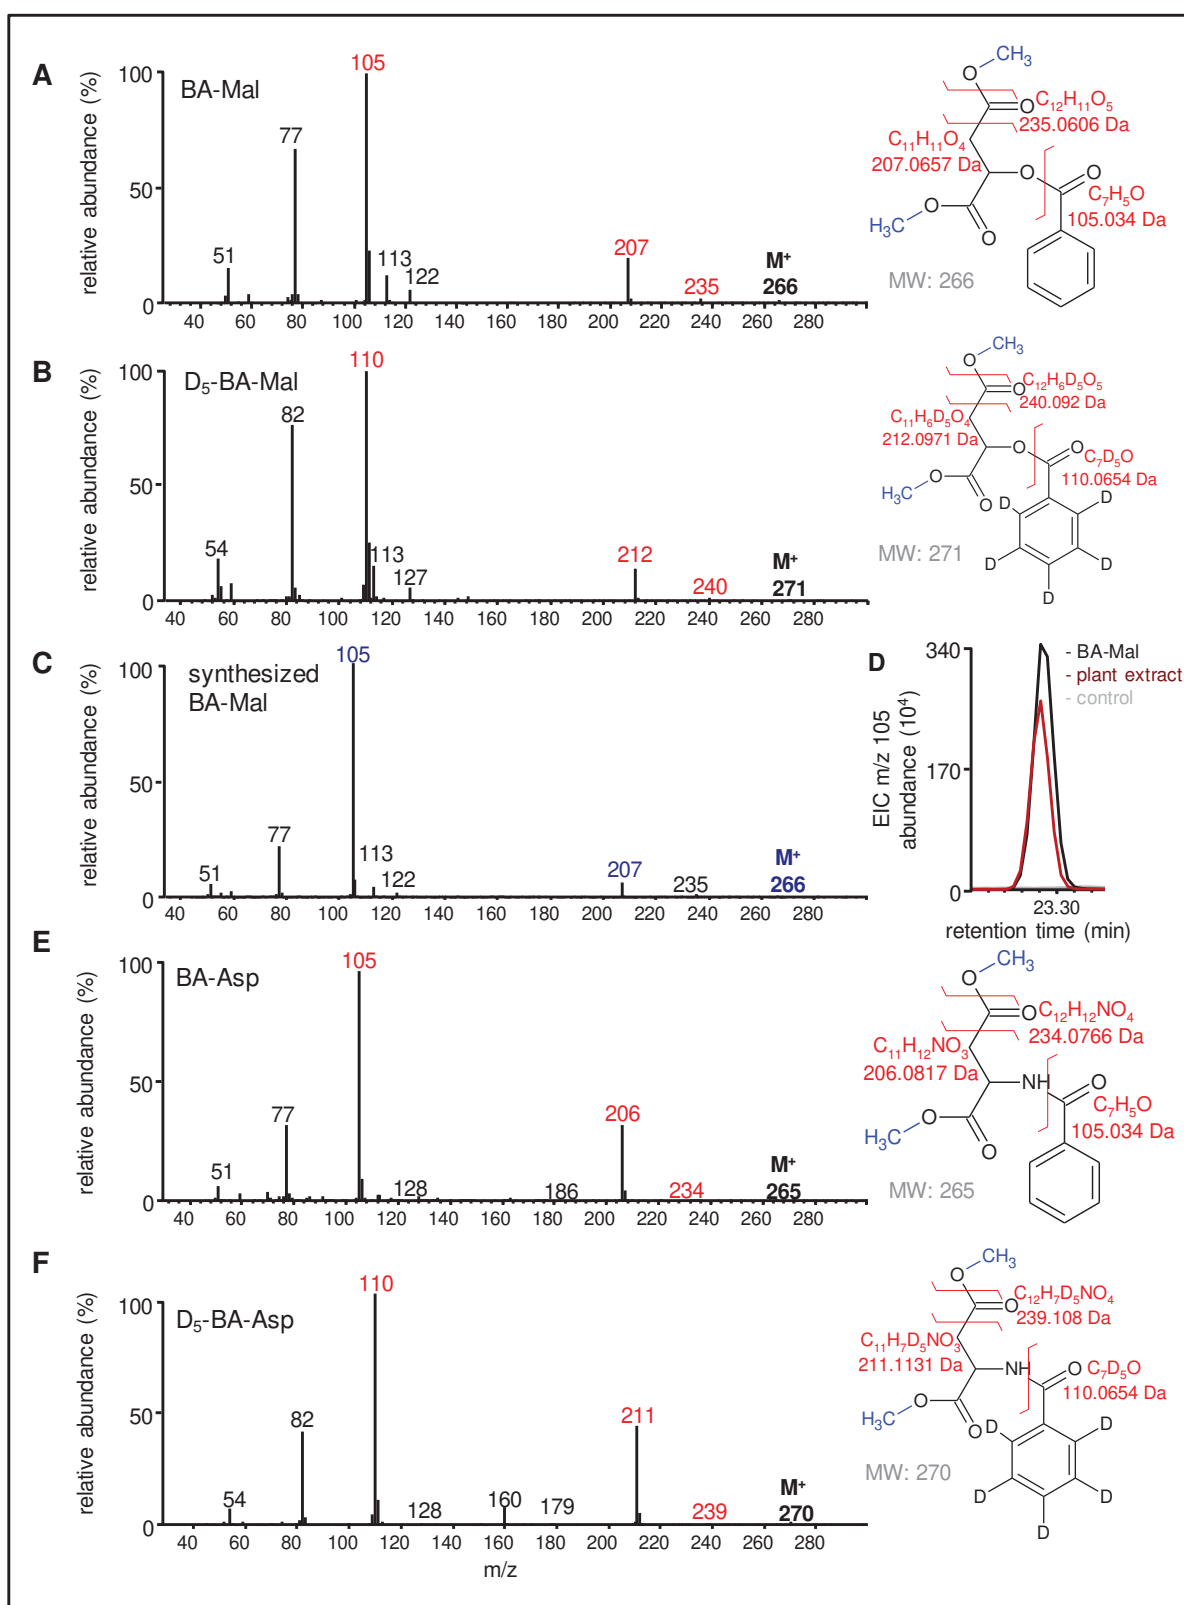 A
relative abundance (%)
100
50
0
BA-Mal
51
77
105
113
122
207
235
M⁺
266
40 60 80 100 120 140 160 180 200 220 240 260 280
CH₃
O
O
C₁₂H₁₁O₅
235.0606 Da
C₁₁H₁₁O₄
207.0657 Da
O
O
C₇H₅O
105.034 Da
O
H₃C
O
MW: 266
B
relative abundance (%)
100
50
0
D₅-BA-Mal
54
82
110
113
127
212
240
M⁺
271
40 60 80 100 120 140 160 180 200 220 240 260 280
CH₃
O
O
C₁₂H₆D₅O₅
240.092 Da
C₁₁H₆D₅O₄
212.0971 Da
O
O
C₇D₅O
110.0654 Da
O
H₃C
O
D
D
D
D
D
MW: 271
C
relative abundance (%)
100
50
0
synthesized
BA-Mal
51
77
105
113
122
207
235
M⁺
266
40 60 80 100 120 140 160 180 200 220 240 260 280
D
EIC m/z 105
abundance (10⁴)
340
170
0
- BA-Mal
- plant extract
- control
23.30
retention time (min)
E
relative abundance (%)
100
50
0
BA-Asp
51
77
105
128
186
206
234
M⁺
265
40 60 80 100 120 140 160 180 200 220 240 260 280
CH₃
O
O
C₁₂H₁₂NO₄
234.0766 Da
C₁₁H₁₂NO₃
206.0817 Da
NH
O
C₇H₅O
105.034 Da
O
H₃C
O
MW: 265
F
relative abundance (%)
100
50
0
D₅-BA-Asp
54
82
110
128
160
179
211
239
M⁺
270
40 60 80 100 120 140 160 180 200 220 240 260 280
m/z
CH₃
O
O
C₁₂H₇D₅NO₄
239.108 Da
C₁₁H₇D₅NO₃
211.1131 Da
NH
O
C₇D₅O
110.0654 Da
O
H₃C
O
D
D
D
D
D
MW: 270